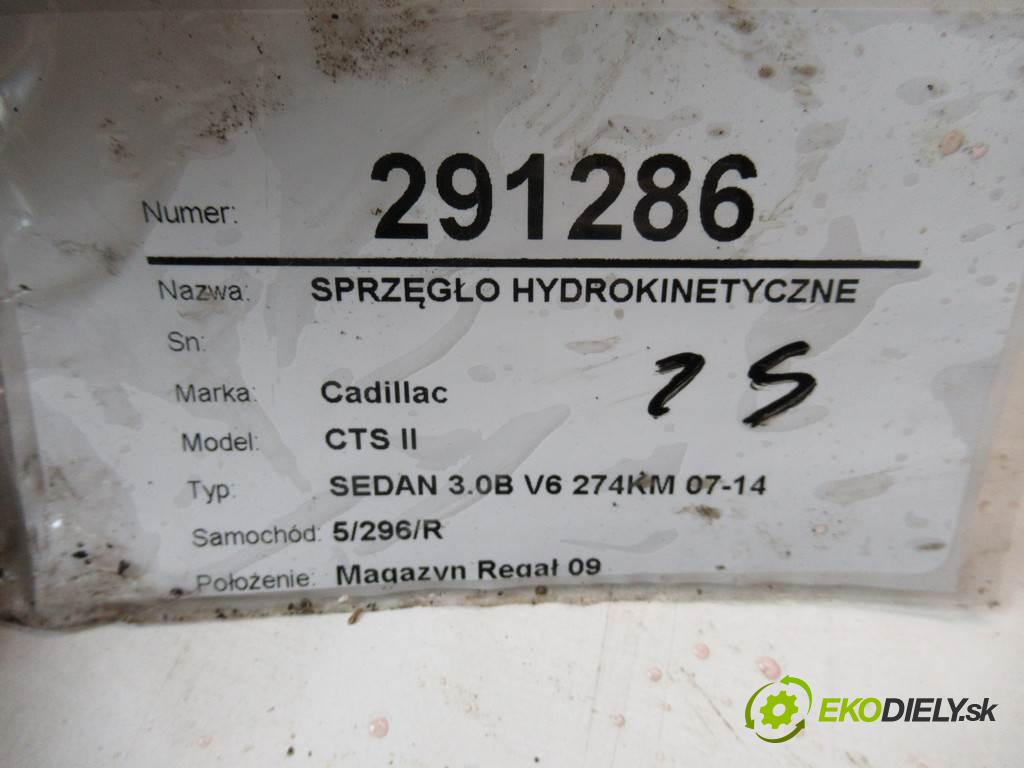 Numer: 291286
Nazwa: SPRZĘGŁO HYDROKINETYCZNE
Sn:
Marka: Cadillac
25
Model: CTS II
Typ: SEDAN 3.0B V6 274KM 07-14
Samochód: 5/296/R
Położenie: Magazyn Regał 09
EKODIELY.sk